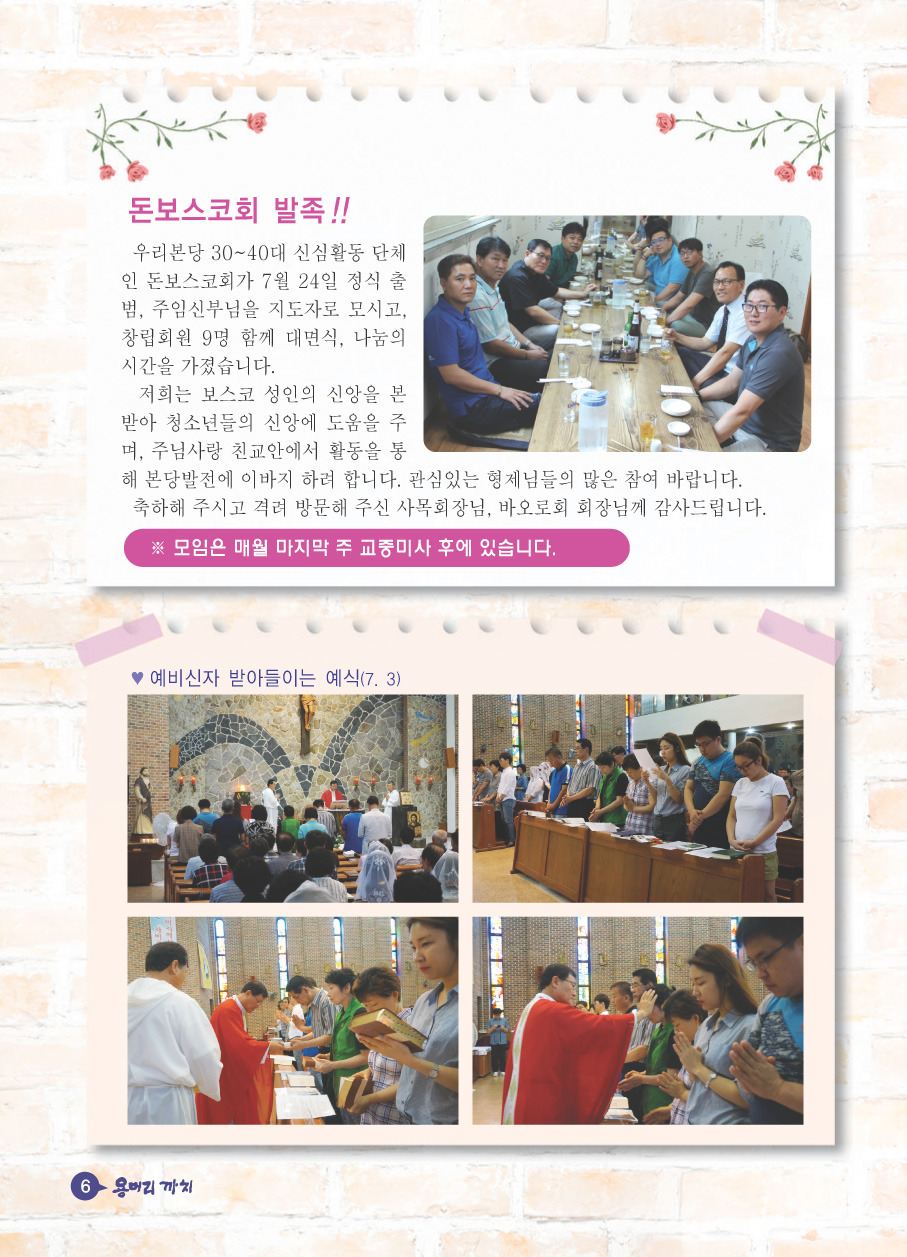 돈보스코회 발족!!
우리본당 30~40대 신심활동 단체
인 돈보스코회가 7월 24일 정식 출
범, 주임신부님을 지도자로 모시고,
창립회원 9명 함께 대면식, 나눔의
시간을 가졌습니다.
저희는 보스코 성인의 신앙을 본
받아 청소년들의 신앙에 도움을 주
며, 주님사랑 친교안에서 활동을 통
해 본당발전에 이바지 하려 합니다. 관심있는 형제님들의 많은 참여 바랍니다.
축하해 주시고 격려 방문해 주신 사목회장님, 바오로회 회장님께 감사드립니다.
※ 모임은 매월 마지막 주 교중미사 후에 있습니다.
♥ 예비신자 받아들이는 예식(7. 3)
6 용머리 까치